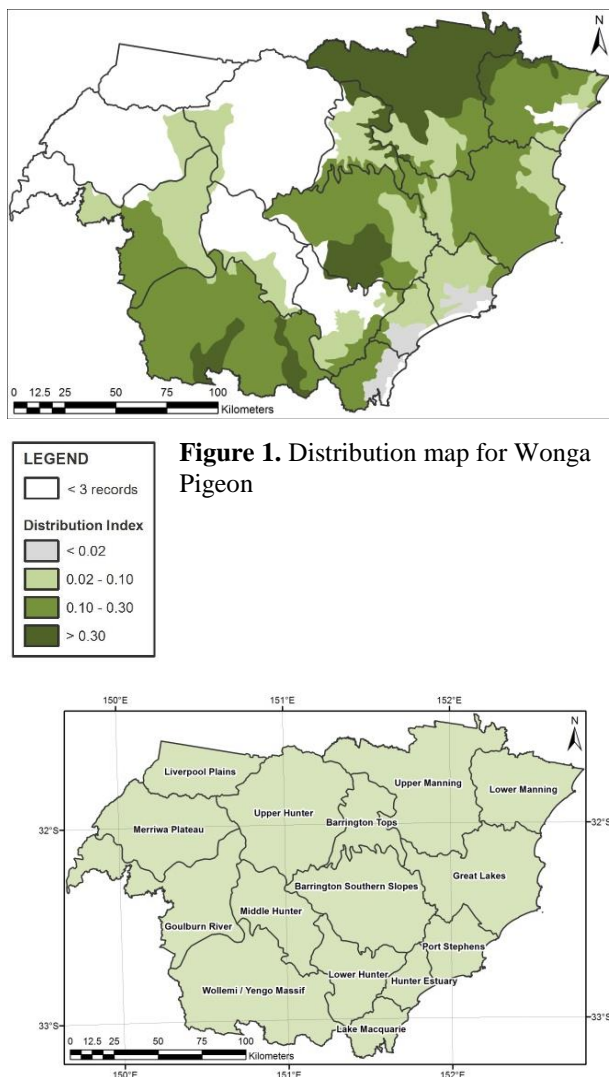 N
0 12.5 25 50 75 100
Kilometers
LEGEND
< 3 records
Distribution Index
< 0.02
0.02 - 0.10
0.10 - 0.30
> 0.30
Figure 1. Distribution map for Wonga
Pigeon
150°E 151°E 152°E
N
Liverpool Plains
Upper Manning
Lower Manning
Upper Hunter
Barrington Tops
32°S
Merriwa Plateau
32°S
Great Lakes
Barrington Southern Slopes
Middle Hunter
Goulburn River
Port Stephens
Lower Hunter
Hunter Estuary
Wollemi / Yengo Massif
33°S
Lake Macquarie
33°S
0 12.5 25 50 75 100
Kilometers
150°E 151°E 152°E